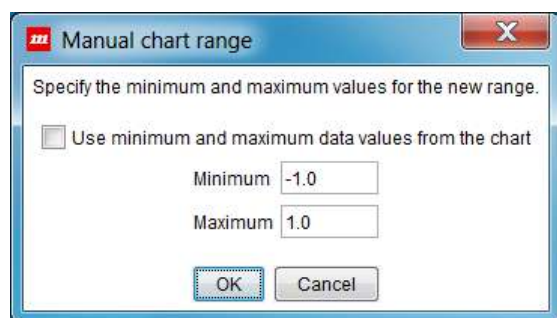 m Manual chart range X
Specify the minimum and maximum values for the new range.
Use minimum and maximum data values from the chart
Minimum -1.0
Maximum 1.0
OK Cancel